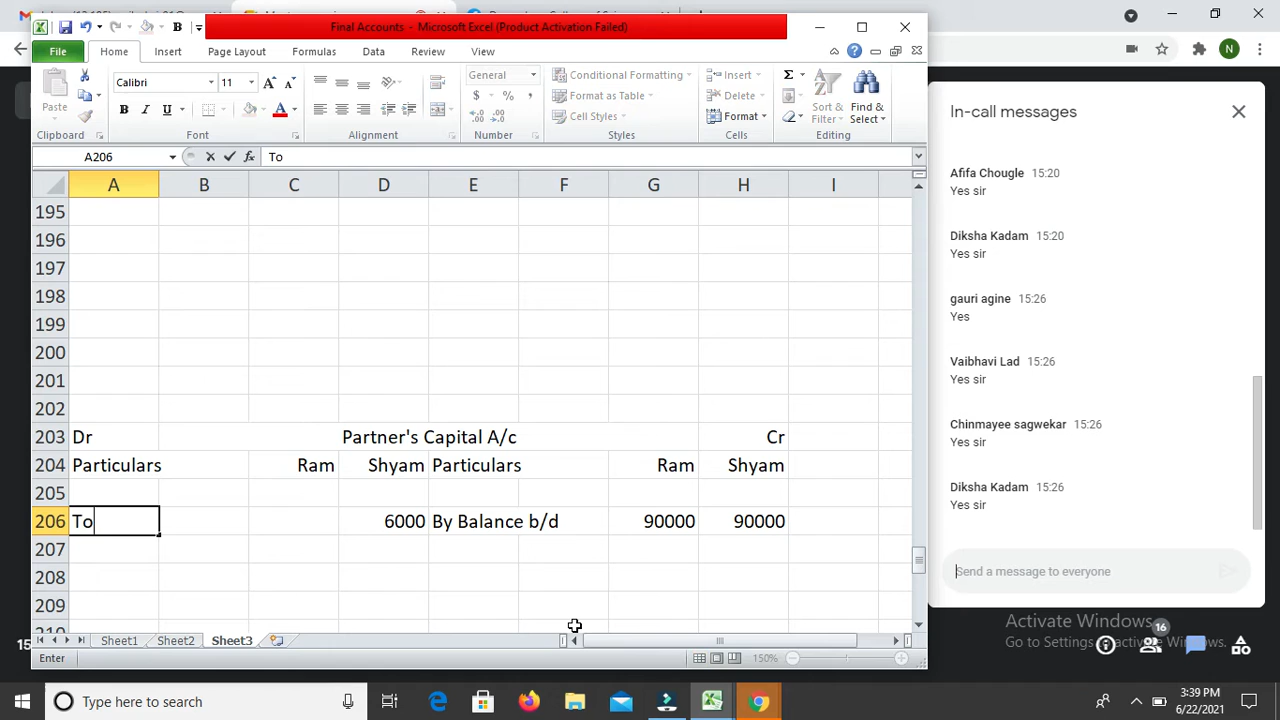 Final Accounts - Microsoft Excel (Product Activation Failed)
File Home Insert Page Layout Formulas Data Review View
Paste
Clipboard
Calibri 11
B I U A
Font
Alignment
General
$ % ,
Number
Conditional Formatting
Format as Table
Cell Styles
Styles
Insert
Delete
Format
Cells
Σ
Sort & Filter
Find & Select
Editing
A206 fx To
A B C D E F G H I
195
196
197
198
199
200
201
202
203 Dr Partner's Capital A/c Cr
204 Particulars Ram Shyam Particulars Ram Shyam
205
206 To 6000 By Balance b/d 90000 90000
207
208
209
210
Sheet1 Sheet2 Sheet3
Enter 150%
N
In-call messages
Afifa Chougle 15:20
Yes sir
Diksha Kadam 15:20
Yes sir
gauri agine 15:26
Yes
Vaibhavi Lad 15:26
Yes sir
Chinmayee sagwekar 15:26
Yes sir
Diksha Kadam 15:26
Yes sir
Send a message to everyone
Activate Windows
Go to Settings to activate Windows.
16
15
Type here to search
3:39 PM
6/22/2021